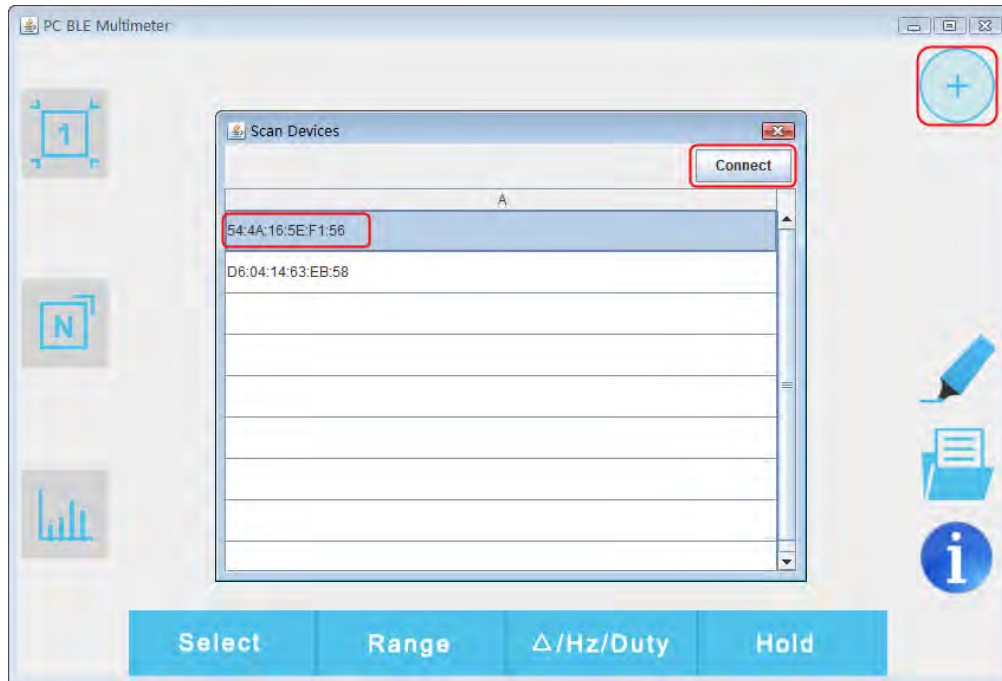 PC BLE Multimeter
+
1
Scan Devices
Connect
A
54:4A:16:5E:F1:56
D6:04:14:63:EB:58
N
i
Select Range △/Hz/Duty Hold